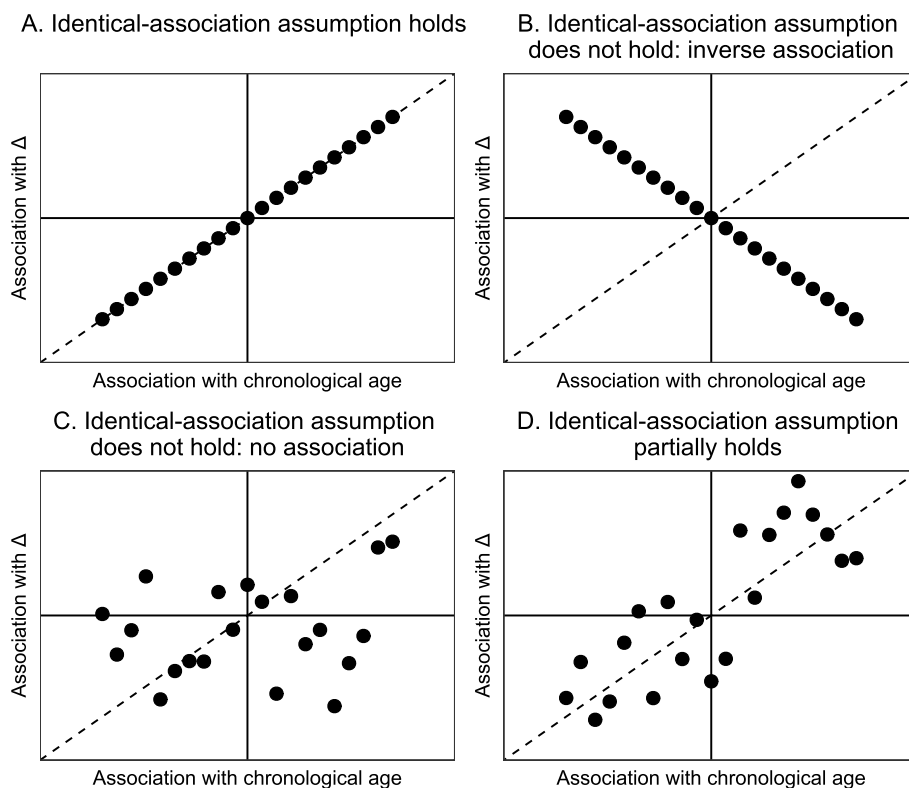 A. Identical-association assumption holds
Association with Δ
Association with chronological age
B. Identical-association assumption
does not hold: inverse association
Association with Δ
Association with chronological age
C. Identical-association assumption
does not hold: no association
Association with Δ
Association with chronological age
D. Identical-association assumption
partially holds
Association with Δ
Association with chronological age